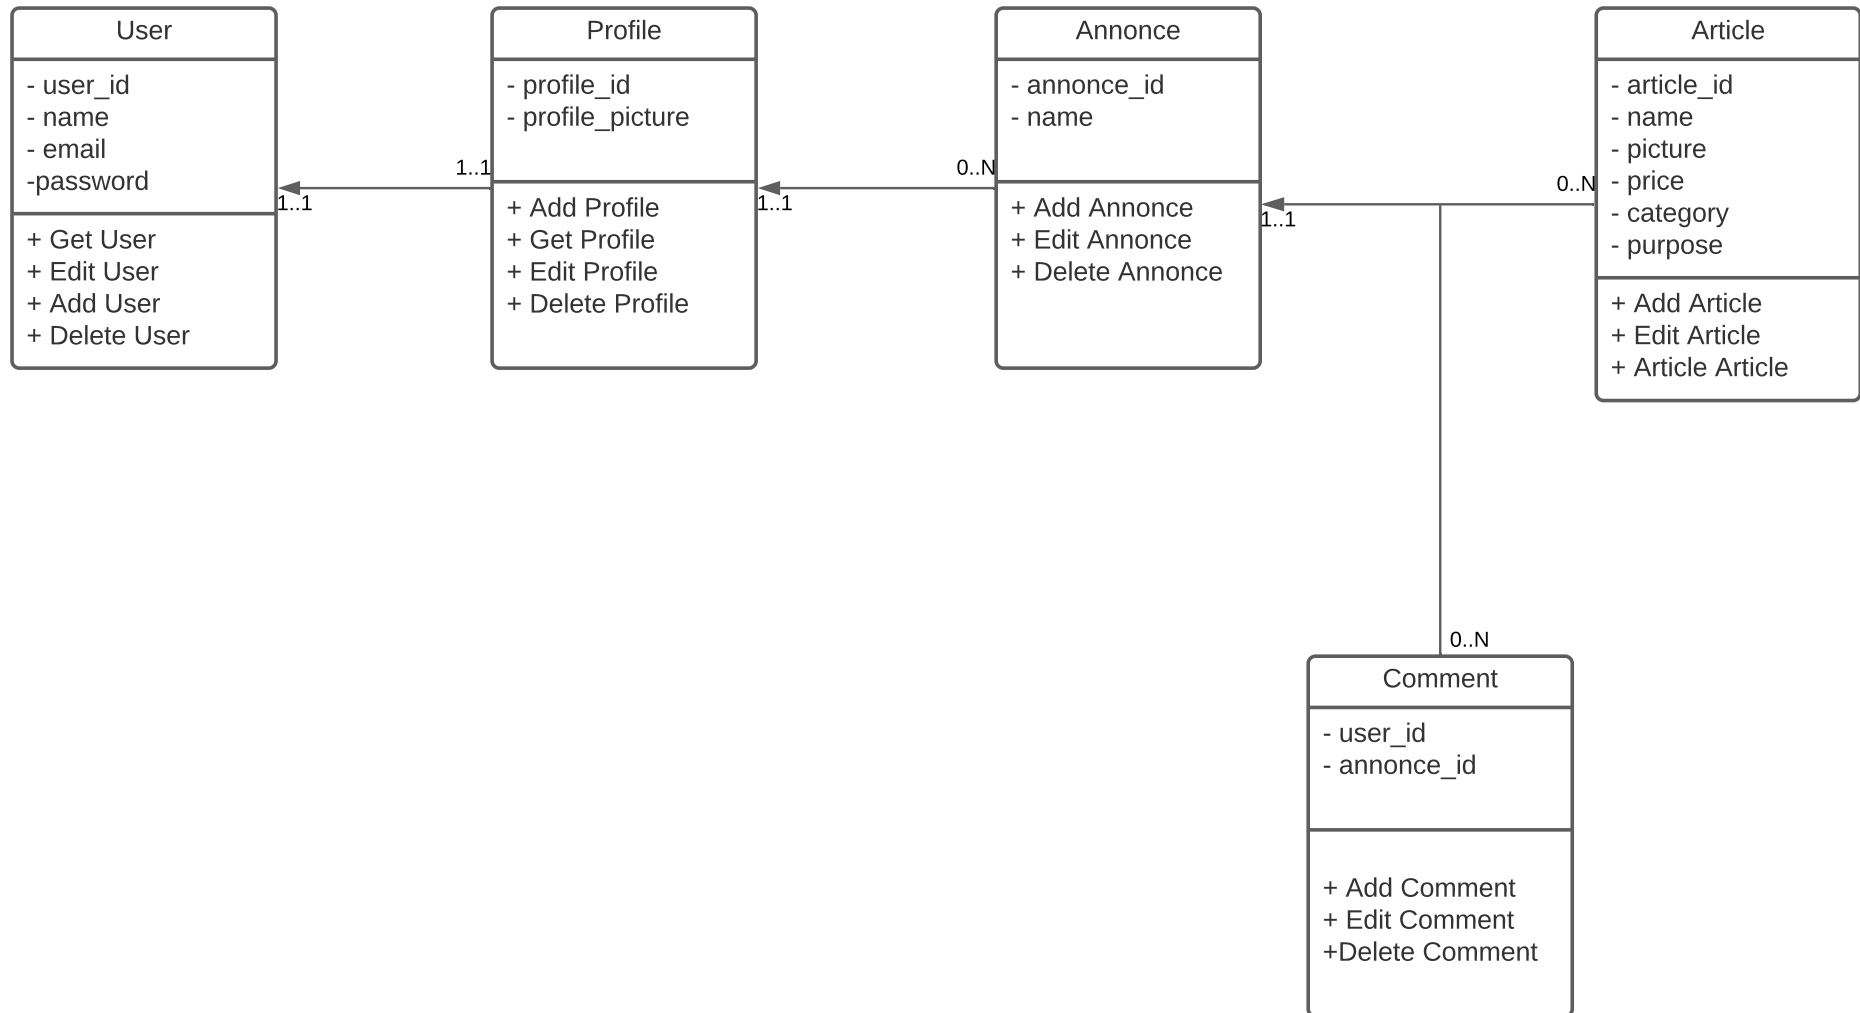 User
- user_id
- name
- email
-password
+ Get User
+ Edit User
+ Add User
+ Delete User
1..1
1..1
Profile
- profile_id
- profile_picture
+ Add Profile
+ Get Profile
+ Edit Profile
+ Delete Profile
1..1
0..N
Annonce
- annonce_id
- name
+ Add Annonce
+ Edit Annonce
+ Delete Annonce
1..1
0..N
Article
- article_id
- name
- picture
- price
- category
- purpose
+ Add Article
+ Edit Article
+ Article Article
0..N
Comment
- user_id
- annonce_id
+ Add Comment
+ Edit Comment
+Delete Comment